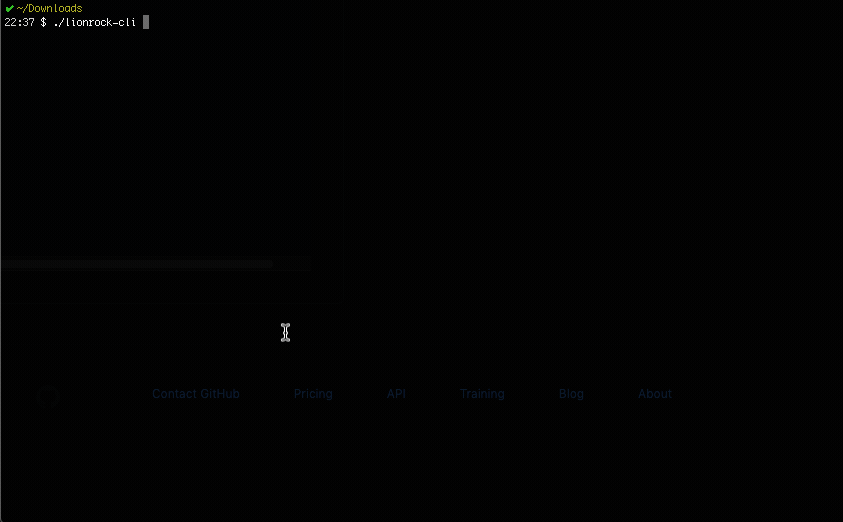 ✔ ~/Downloads
22:37 $ ./lionrock-cli
Contact GitHub Pricing API Training Blog About